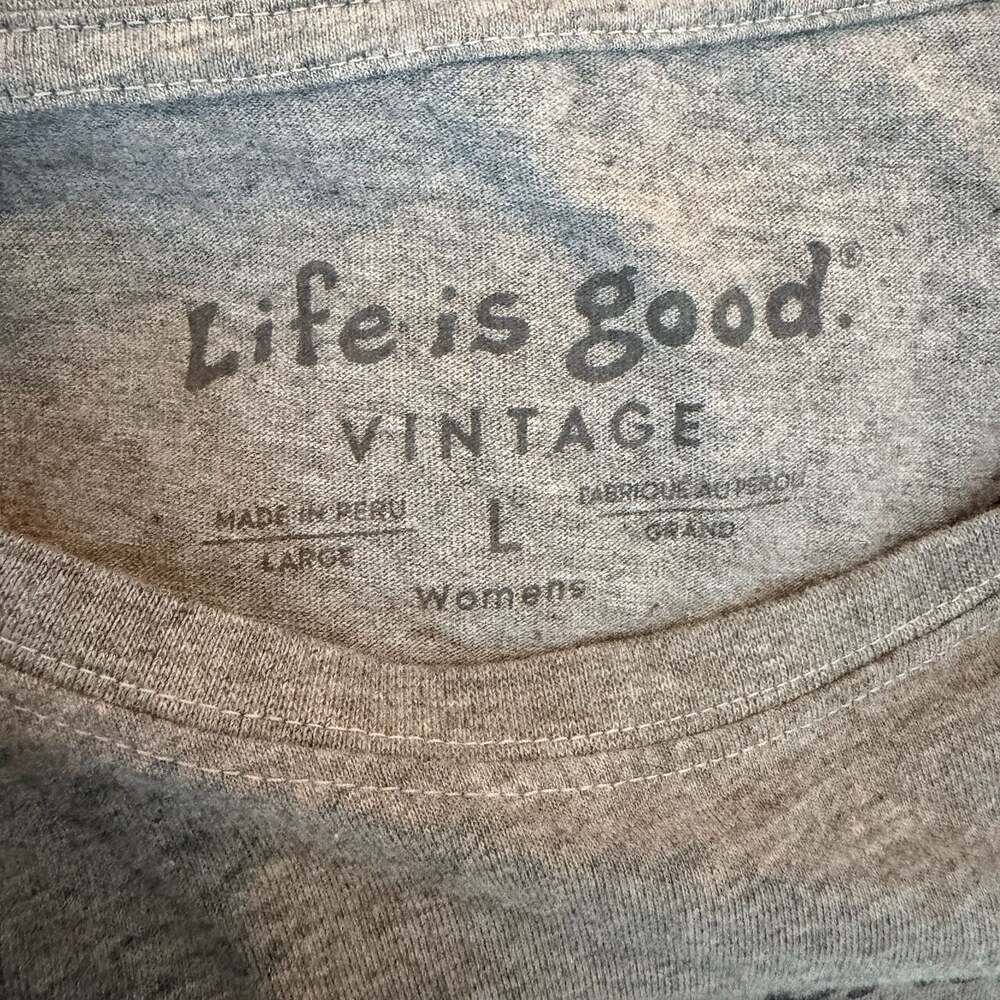 Life is good.®
VINTAGE
MADE IN PERU
LARGE
L
FABRIQUÉ AU PÉROU
GRAND
Womens